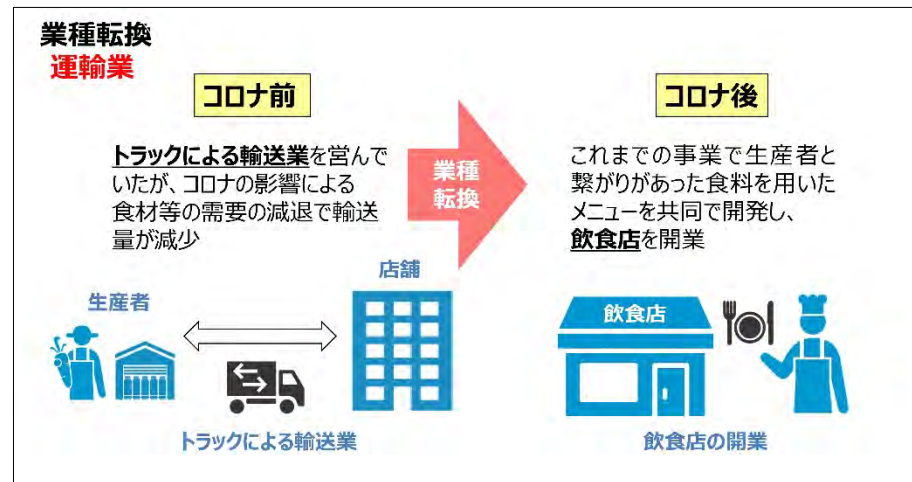 業種転換
運輸業
コロナ前
トラックによる輸送業を営んで
いたが、コロナの影響による
食材等の需要の減退で輸送
量が減少
業種
転換
コロナ後
これまでの事業で生産者と
繋がりがあった食料を用いた
メニューを共同で開発し、
飲食店を開業
生産者
店舗
トラックによる輸送業
飲食店
飲食店の開業